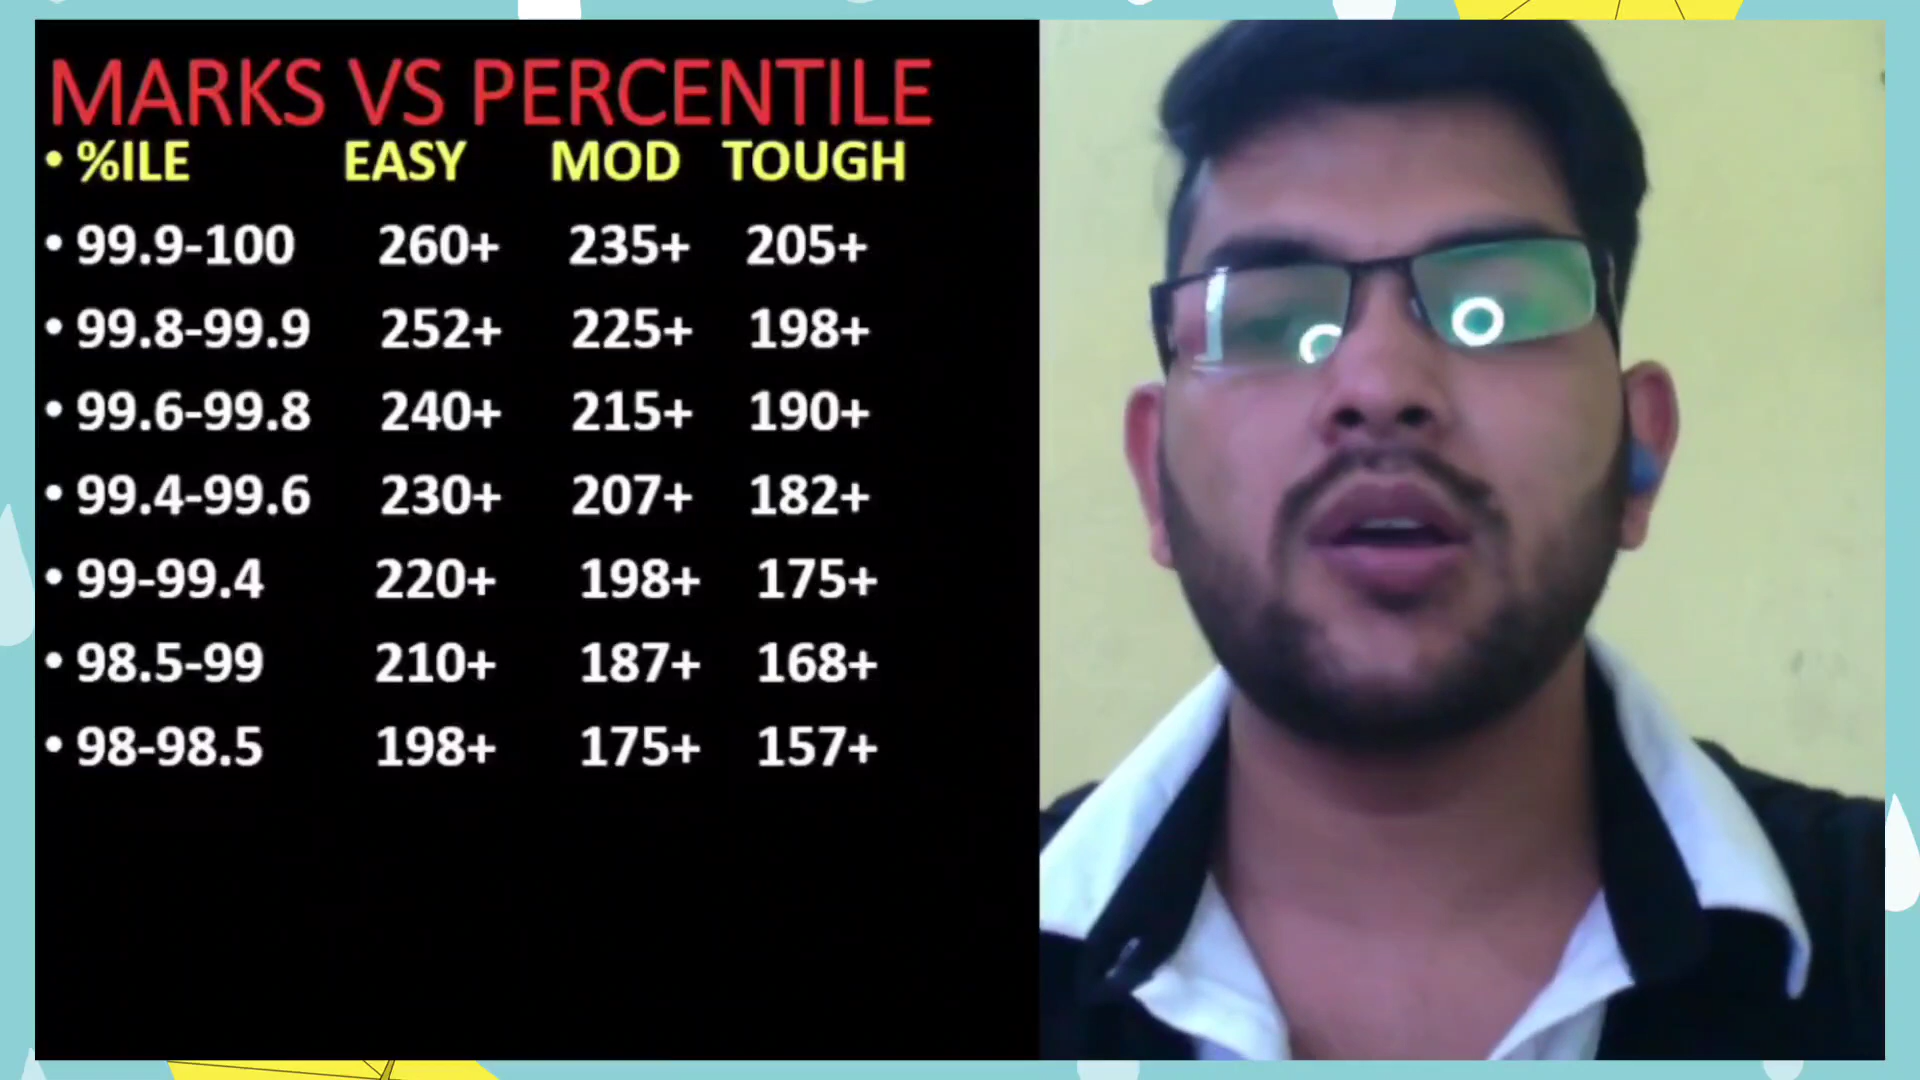 MARKS VS PERCENTILE
• %ILE EASY MOD TOUGH
• 99.9-100 260+ 235+ 205+
• 99.8-99.9 252+ 225+ 198+
• 99.6-99.8 240+ 215+ 190+
• 99.4-99.6 230+ 207+ 182+
• 99-99.4 220+ 198+ 175+
• 98.5-99 210+ 187+ 168+
• 98-98.5 198+ 175+ 157+